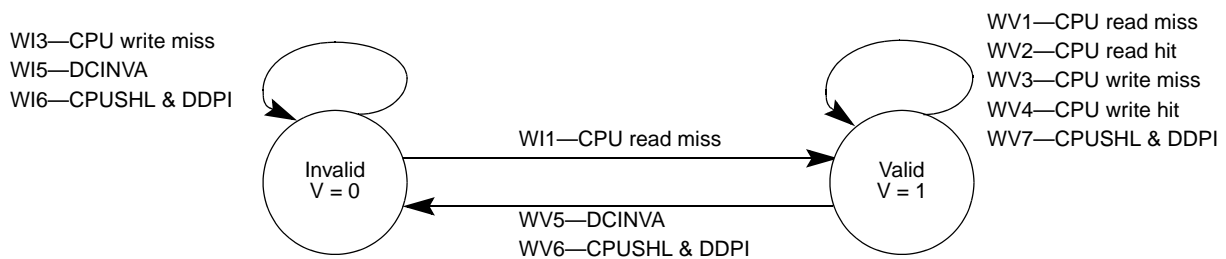 WI3—CPU write miss
WI5—DCINVA
WI6—CPUSHL & DDPI
WV1—CPU read miss
WV2—CPU read hit
WV3—CPU write miss
WV4—CPU write hit
WV7—CPUSHL & DDPI
WI1—CPU read miss
Invalid
V = 0
Valid
V = 1
WV5—DCINVA
WV6—CPUSHL & DDPI